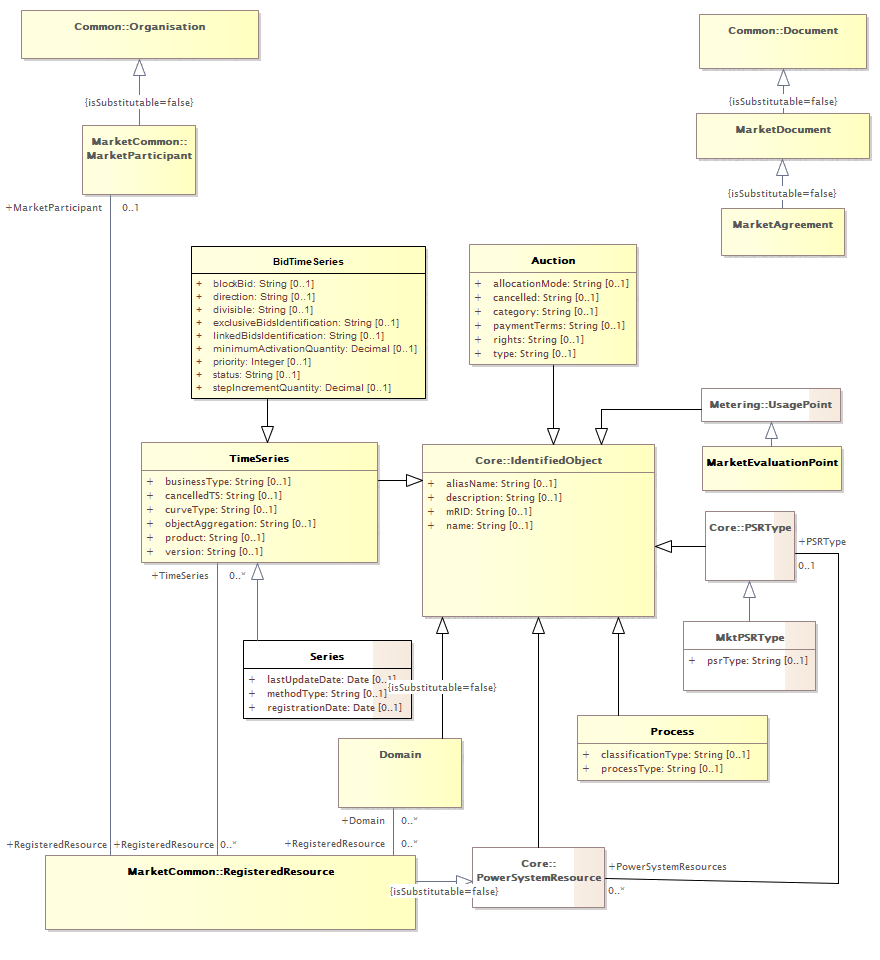 Common::Organisation
{isSubstitutable=false}
MarketCommon::
MarketParticipant
+MarketParticipant 0..1
Common::Document
{isSubstitutable=false}
MarketDocument
{isSubstitutable=false}
MarketAgreement
BidTimeSeries
+ blockBid: String [0..1]
+ direction: String [0..1]
+ divisible: String [0..1]
+ exclusiveBidsIdentification: String [0..1]
+ linkedBidsIdentification: String [0..1]
+ minimumActivationQuantity: Decimal [0..1]
+ priority: Integer [0..1]
+ status: String [0..1]
+ stepIncrementQuantity: Decimal [0..1]
Auction
+ allocationMode: String [0..1]
+ cancelled: String [0..1]
+ category: String [0..1]
+ paymentTerms: String [0..1]
+ rights: String [0..1]
+ type: String [0..1]
Metering::UsagePoint
MarketEvaluationPoint
TimeSeries
+ businessType: String [0..1]
+ cancelledTS: String [0..1]
+ curveType: String [0..1]
+ objectAggregation: String [0..1]
+ product: String [0..1]
+ version: String [0..1]
+TimeSeries 0..*
Core::IdentifiedObject
+ aliasName: String [0..1]
+ description: String [0..1]
+ mRID: String [0..1]
+ name: String [0..1]
Core::PSRType
+PSRType
0..1
MktPSRType
+ psrType: String [0..1]
Series
+ lastUpdateDate: Date [0..1]
+ methodType: String [0..1]
+ registrationDate: Date [0..1]
{isSubstitutable=false}
Process
+ classificationType: String [0..1]
+ processType: String [0..1]
Domain
+Domain 0..*
+RegisteredResource
+RegisteredResource 0..*
+RegisteredResource 0..*
MarketCommon::RegisteredResource
{isSubstitutable=false}
Core::
PowerSystemResource
+PowerSystemResources
0..*